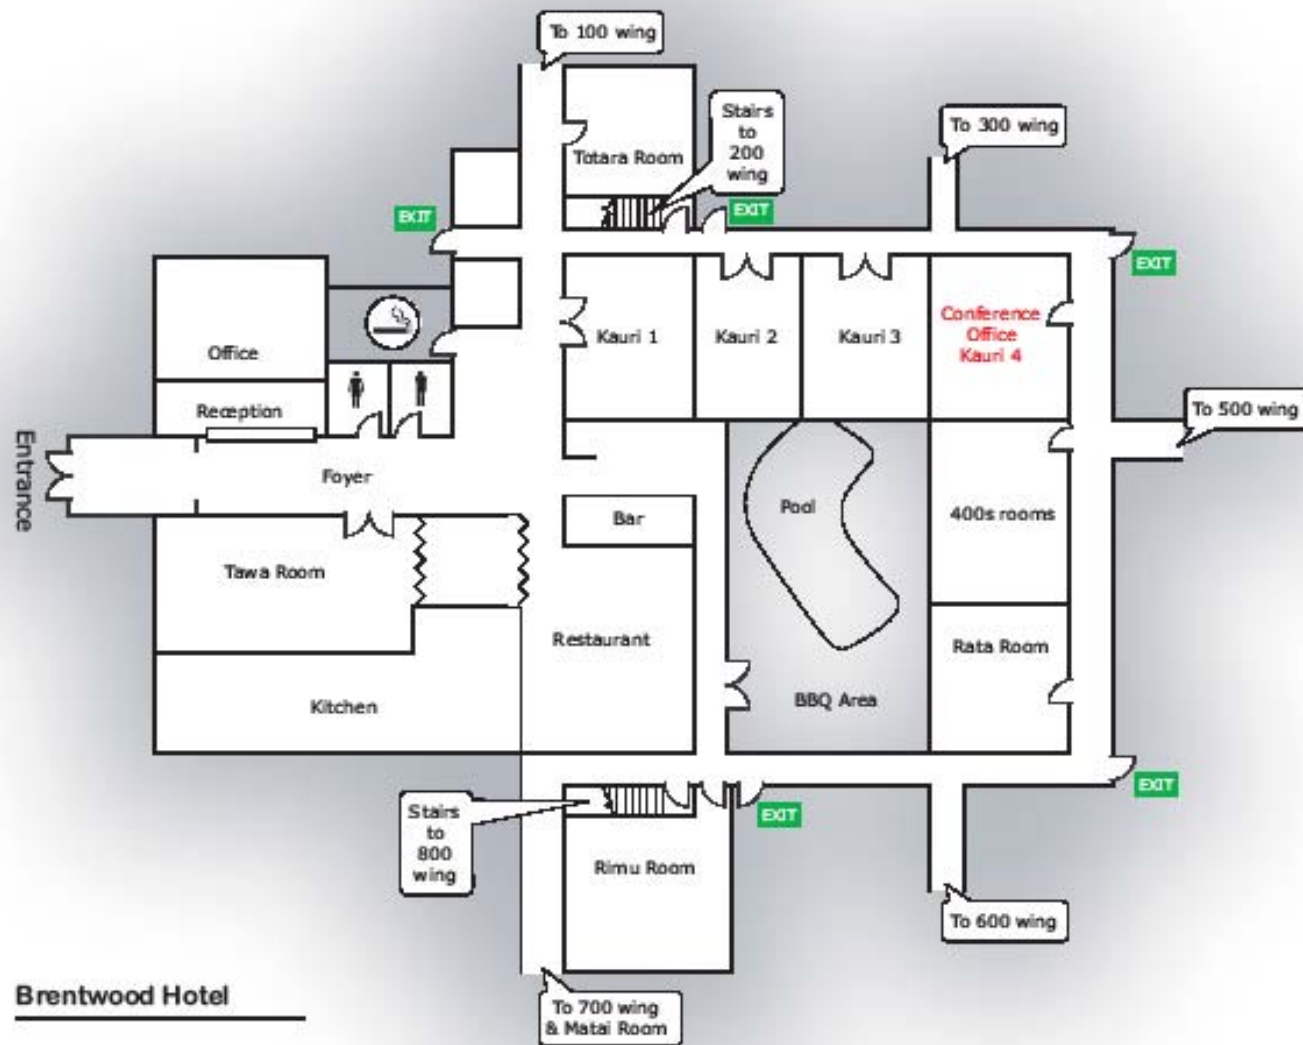 To 100 wing
Stairs
to
200
wing
To 300 wing
Totara Room
EXIT
EXIT
EXIT
Office
Kauri 1
Kauri 2
Kauri 3
Conference
Office
Kauri 4
Reception
To 500 wing
Entrance
Foyer
Bar
Pool
400s rooms
Tawa Room
Restaurant
Rata Room
Kitchen
BBQ Area
EXIT
EXIT
Stairs
to
800
wing
Rimu Room
To 600 wing
Brentwood Hotel
To 700 wing
& Matai Room